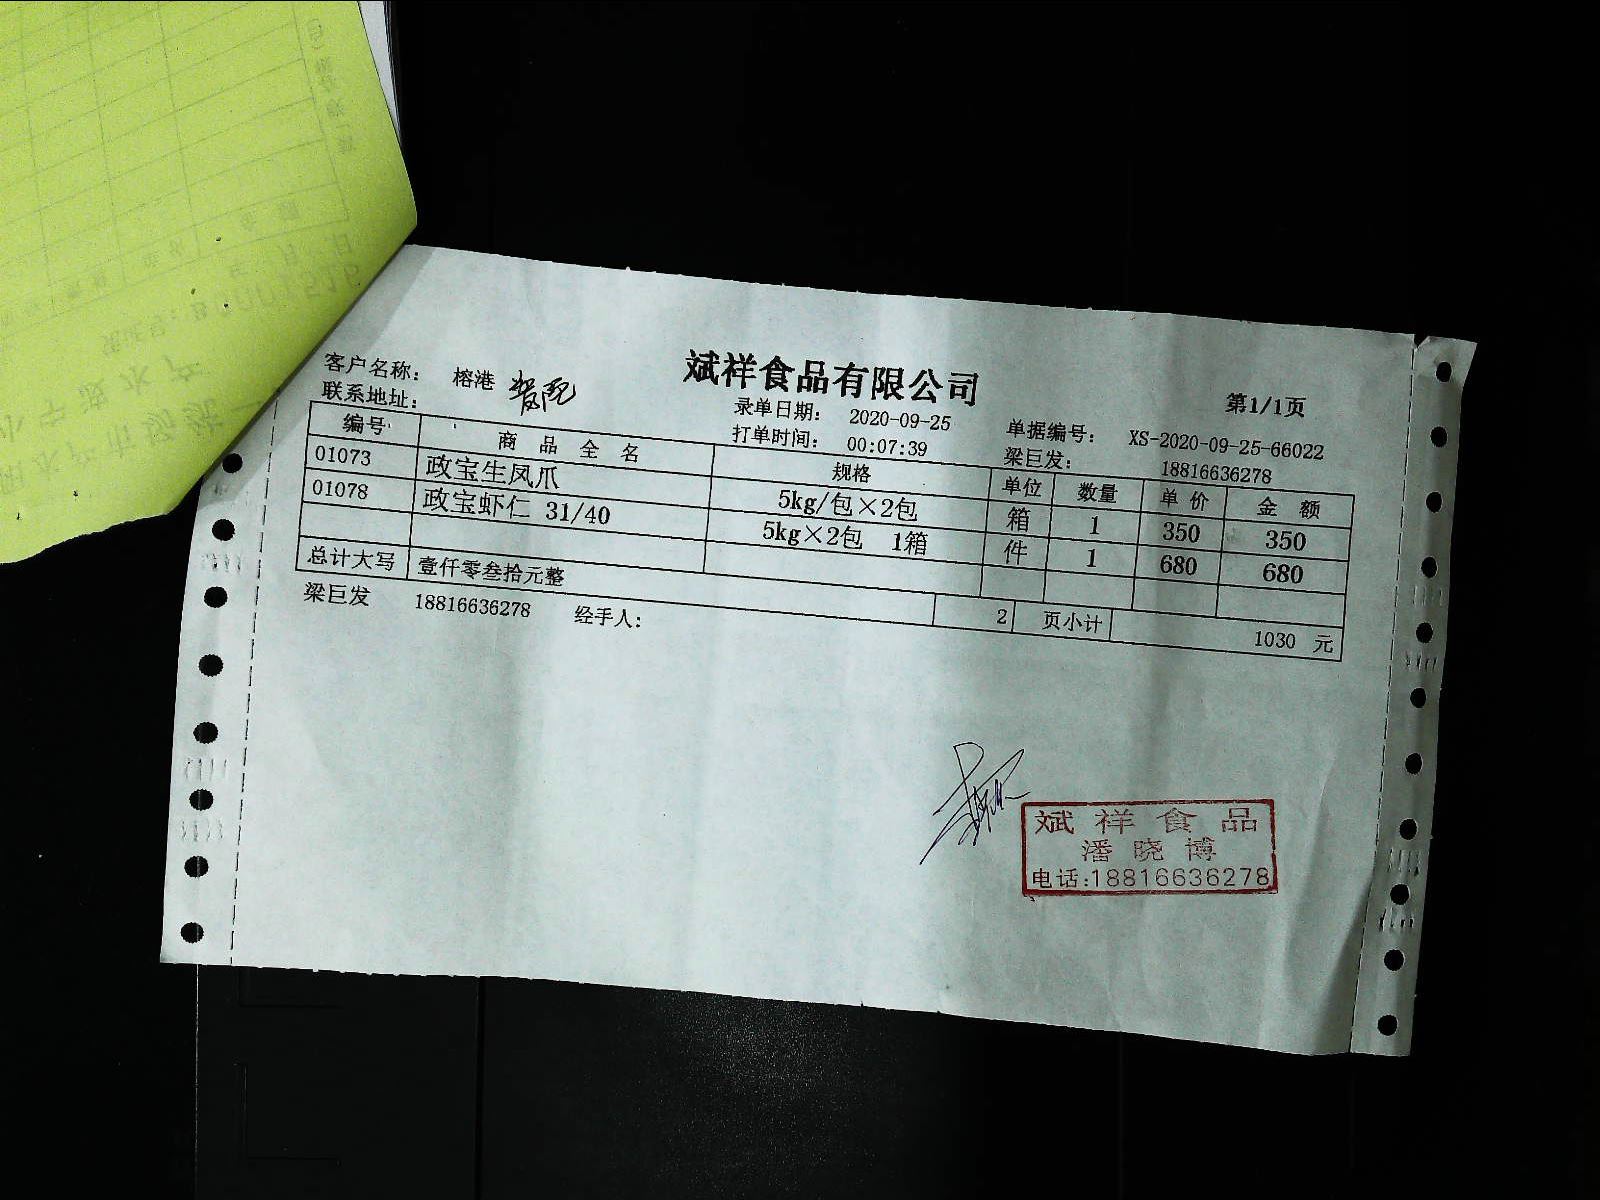 斌祥食品有限公司
第1/1页
客户名称： 榕港
联系地址：
录单日期： 2020-09-25
打单时间： 00:07:39
单据编号： XS-2020-09-25-66022
梁巨发： 18816636278
编号 商品全名 规格 单位 数量 单价 金额
01073 政宝生凤爪 5kg/包×2包 箱 1 350 350
01078 政宝虾仁 31/40 5kg×2包 1箱 件 1 680 680
总计大写 壹仟零叁拾元整 2 页小计 1030 元
梁巨发 18816636278 经手人：
斌祥食品
潘晓博
电话:18816636278